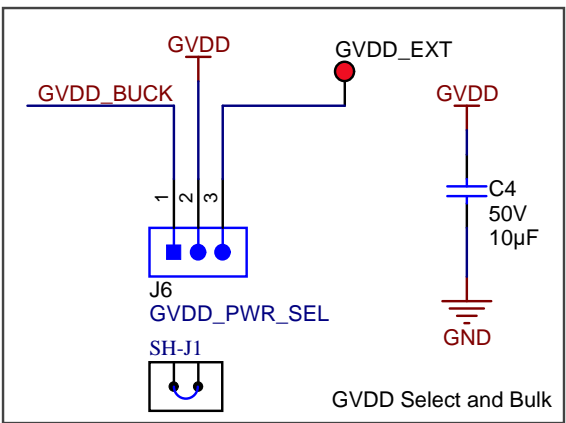 GVDD
GVDD_EXT
GVDD_BUCK
GVDD
1
2
3
C4
50V
10µF
J6
GVDD_PWR_SEL
GND
SH-J1
GVDD Select and Bulk